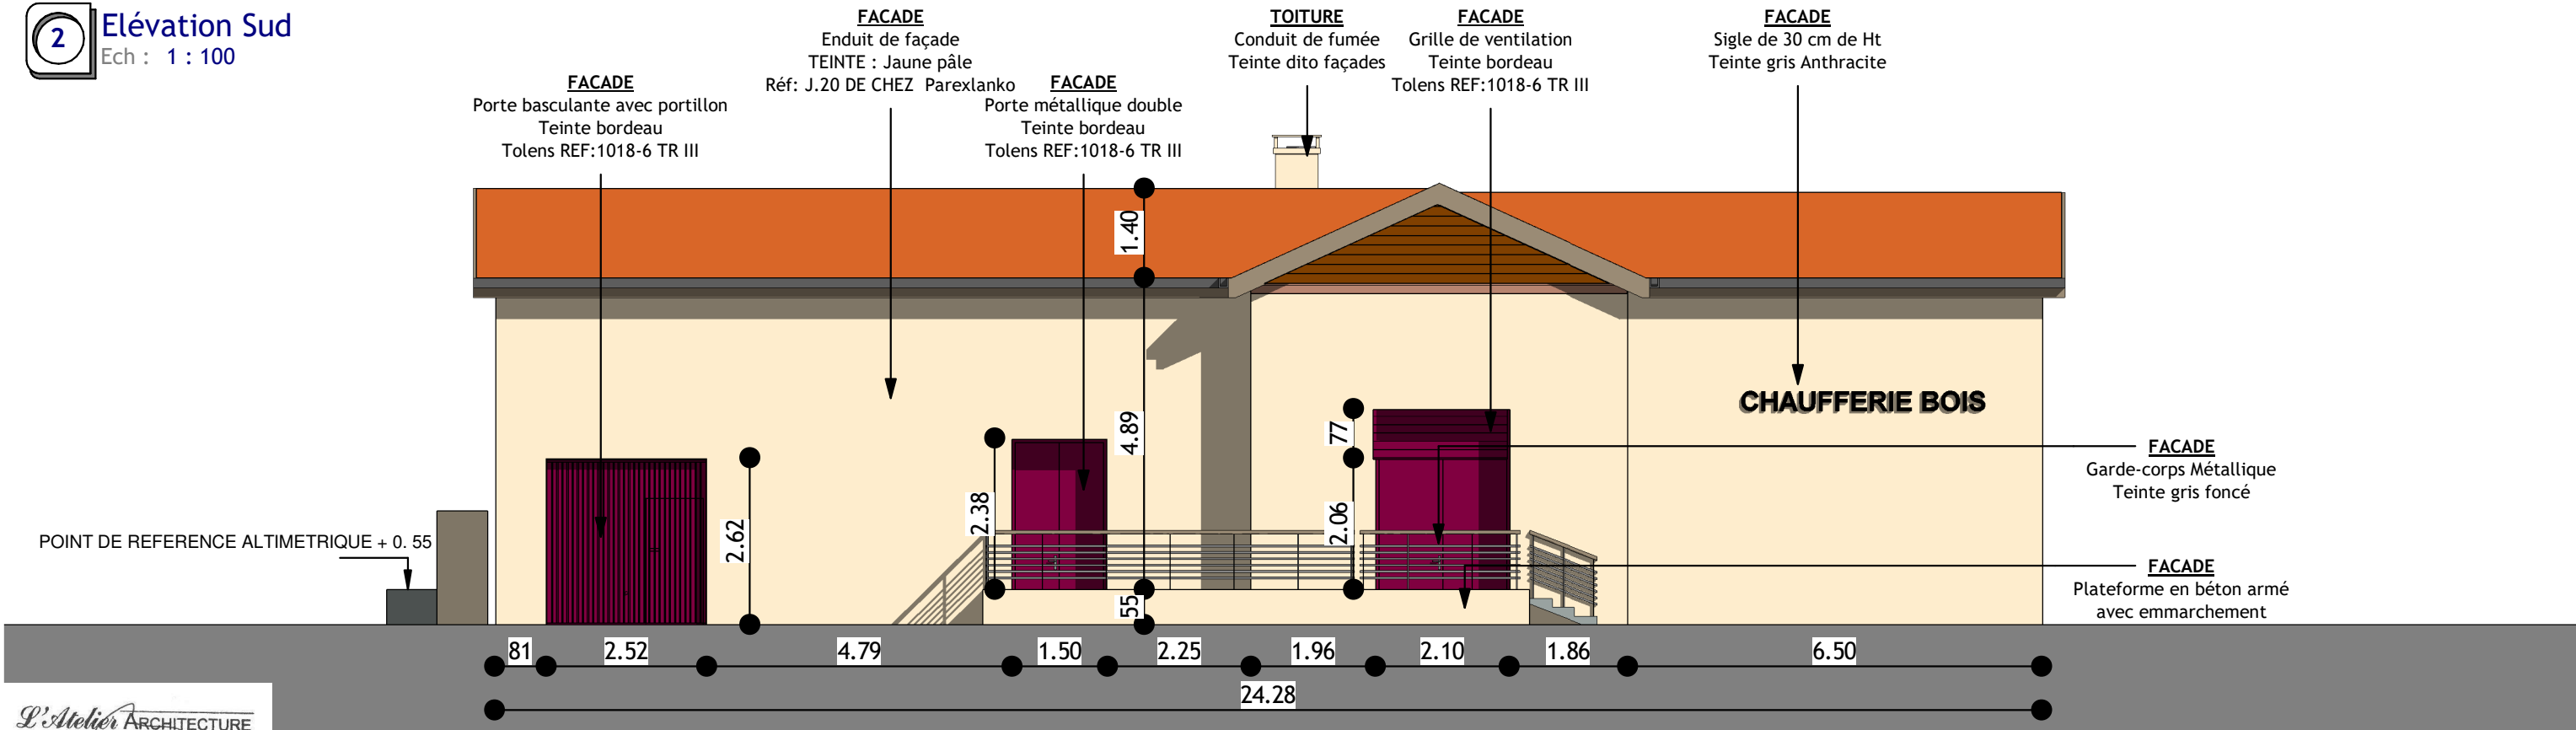 2
Elévation Sud
Ech : 1 : 100
FACADE
Porte basculante avec portillon
Teinte bordeau
Tolens REF:1018-6 TR III
FACADE
Enduit de façade
TEINTE : Jaune pâle
Réf: J.20 DE CHEZ Parexlanko
FACADE
Porte métallique double
Teinte bordeau
Tolens REF:1018-6 TR III
TOITURE
Conduit de fumée
Teinte dito façades
FACADE
Grille de ventilation
Teinte bordeau
Tolens REF:1018-6 TR III
FACADE
Sigle de 30 cm de Ht
Teinte gris Anthracite
1.40
4.89
55
2.62
2.38
77
2.06
CHAUFFERIE BOIS
FACADE
Garde-corps Métallique
Teinte gris foncé
FACADE
Plateforme en béton armé
avec emmarchement
POINT DE REFERENCE ALTIMETRIQUE + 0. 55
81 2.52 4.79 1.50 2.25 1.96 2.10 1.86 6.50
24.28
L'Atelier ARCHITECTURE